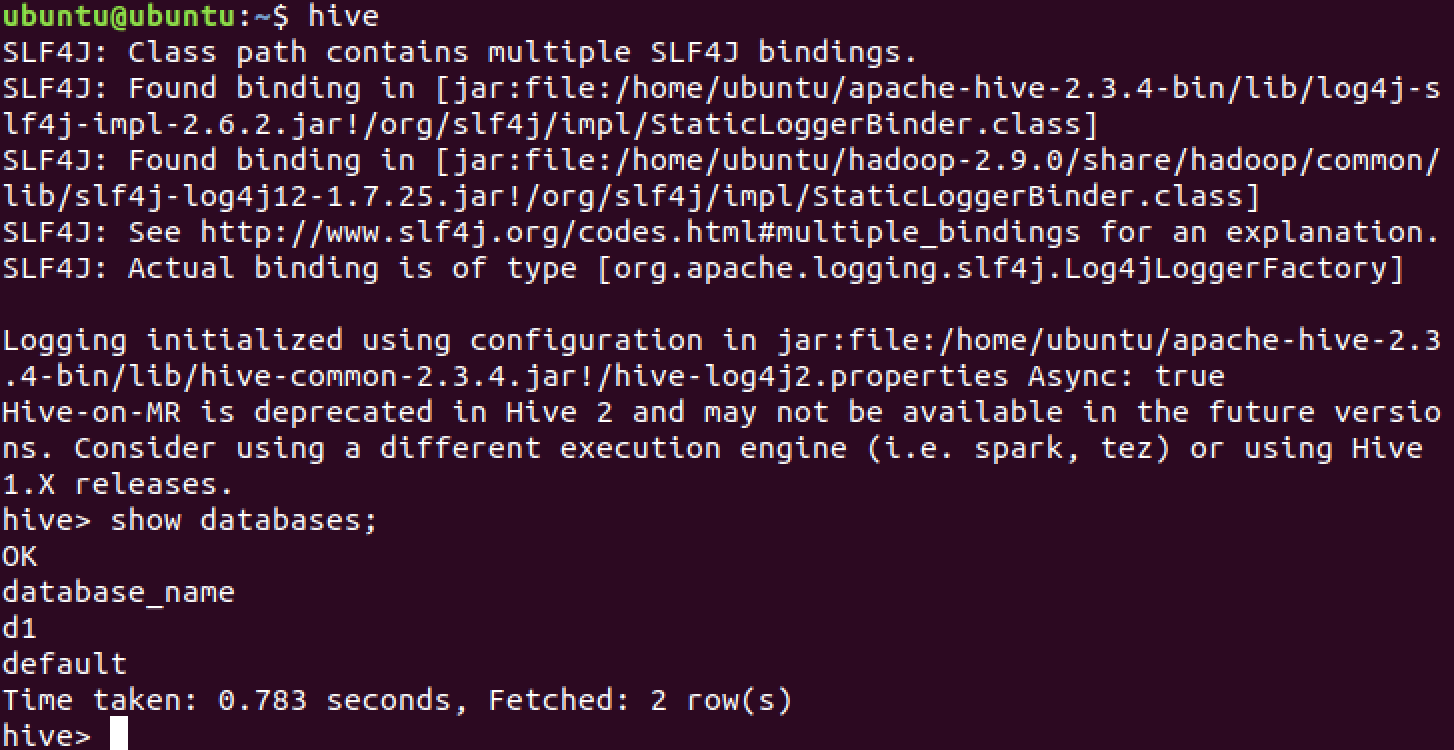 ubuntu@ubuntu:~$ hive
SLF4J: Class path contains multiple SLF4J bindings.
SLF4J: Found binding in [jar:file:/home/ubuntu/apache-hive-2.3.4-bin/lib/log4j-s
lf4j-impl-2.6.2.jar!/org/slf4j/impl/StaticLoggerBinder.class]
SLF4J: Found binding in [jar:file:/home/ubuntu/hadoop-2.9.0/share/hadoop/common/
lib/slf4j-log4j12-1.7.25.jar!/org/slf4j/impl/StaticLoggerBinder.class]
SLF4J: See http://www.slf4j.org/codes.html#multiple_bindings for an explanation.
SLF4J: Actual binding is of type [org.apache.logging.slf4j.Log4jLoggerFactory]

Logging initialized using configuration in jar:file:/home/ubuntu/apache-hive-2.3
.4-bin/lib/hive-common-2.3.4.jar!/hive-log4j2.properties Async: true
Hive-on-MR is deprecated in Hive 2 and may not be available in the future versio
ns. Consider using a different execution engine (i.e. spark, tez) or using Hive
1.X releases.
hive> show databases;
OK
database_name
d1
default
Time taken: 0.783 seconds, Fetched: 2 row(s)
hive>